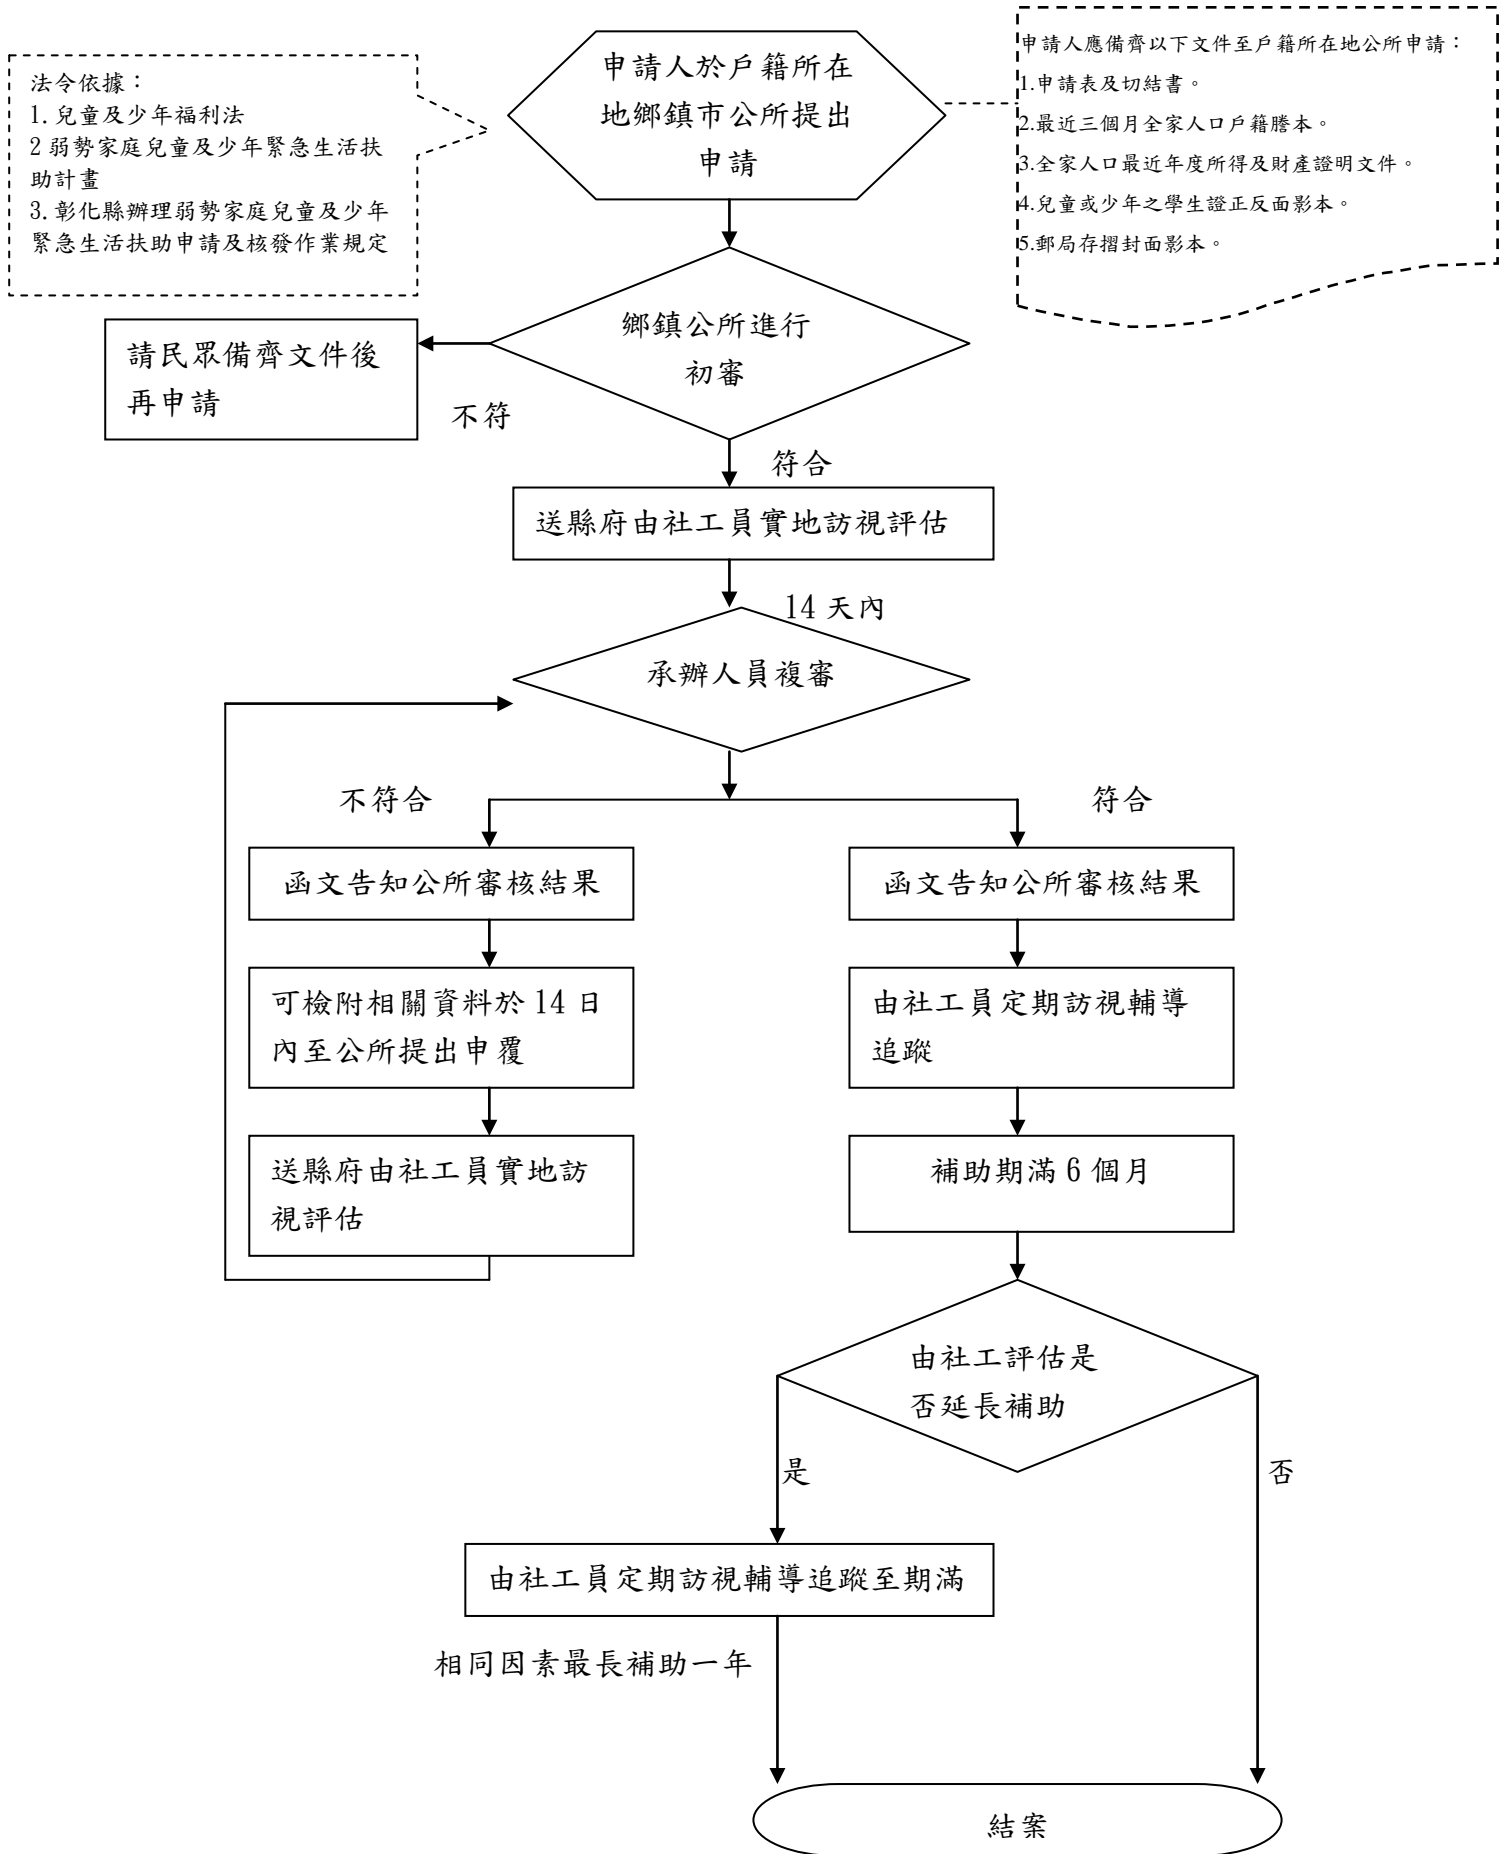 法令依據：
1. 兒童及少年福利法
2 弱勢家庭兒童及少年緊急生活扶
助計畫
3. 彰化縣辦理弱勢家庭兒童及少年
緊急生活扶助申請及核發作業規定
申請人於戶籍所在
地鄉鎮市公所提出
申請
申請人應備齊以下文件至戶籍所在地公所申請：
1.申請表及切結書。
2.最近三個月全家人口戶籍謄本。
3.全家人口最近年度所得及財產證明文件。
4.兒童或少年之學生證正反面影本。
5.郵局存摺封面影本。
鄉鎮公所進行
初審
請民眾備齊文件後
再申請
不符
符合
送縣府由社工員實地訪視評估
14 天內
承辦人員複審
不符合
符合
函文告知公所審核結果
函文告知公所審核結果
可檢附相關資料於 14 日
內至公所提出申覆
由社工員定期訪視輔導
追蹤
送縣府由社工員實地訪
視評估
補助期滿 6 個月
由社工評估是
否延長補助
是
否
由社工員定期訪視輔導追蹤至期滿
相同因素最長補助一年
結案